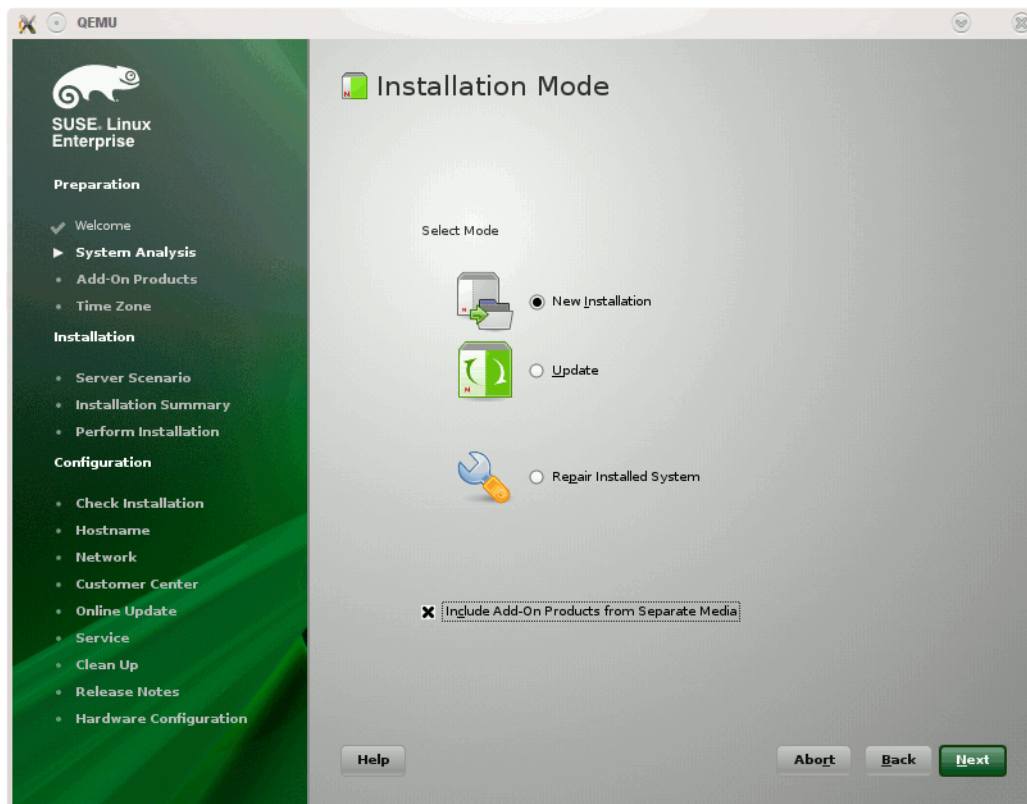 QEMU
SUSE. Linux
Enterprise
Preparation
Welcome
System Analysis
Add-On Products
Time Zone
Installation
Server Scenario
Installation Summary
Perform Installation
Configuration
Check Installation
Hostname
Network
Customer Center
Online Update
Service
Clean Up
Release Notes
Hardware Configuration
Installation Mode
Select Mode
New Installation
Update
Repair Installed System
Include Add-On Products from Separate Media
Help
Abort
Back
Next